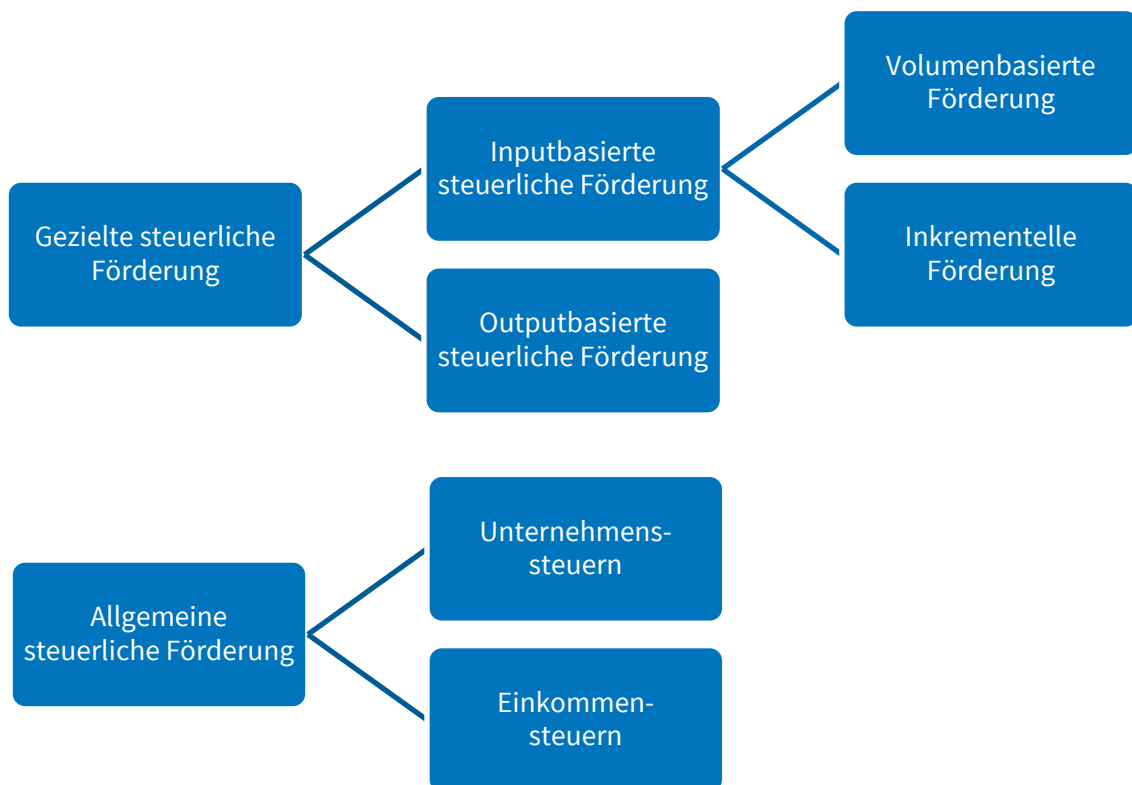 Gezielte steuerliche
Förderung
Inputbasierte
steuerliche Förderung
Volumenbasierte
Förderung
Inkrementelle
Förderung
Outputbasierte
steuerliche Förderung
Allgemeine
steuerliche Förderung
Unternehmens-
steuern
Einkommen-
steuern